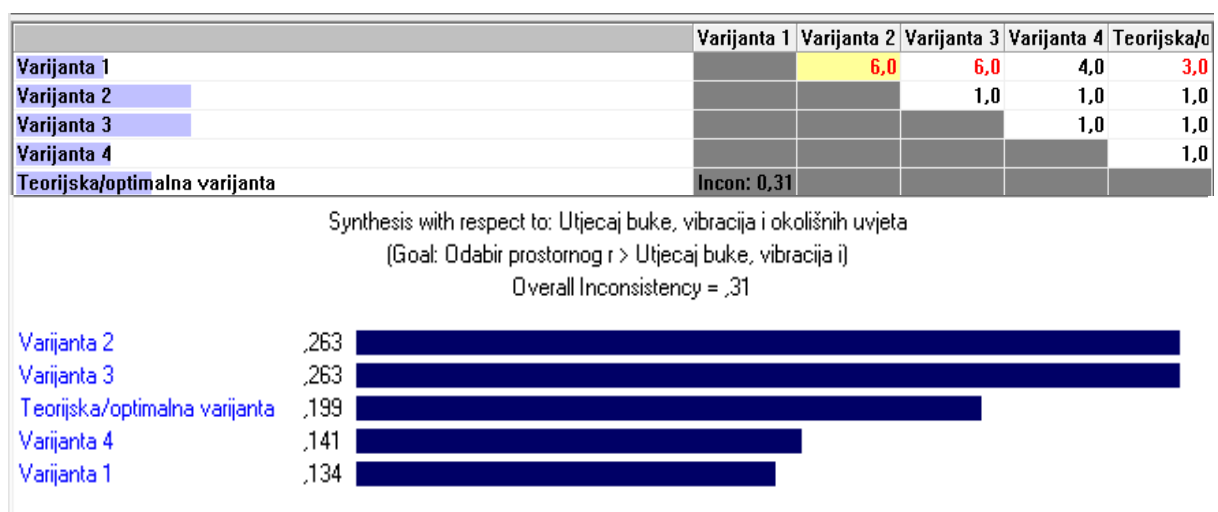 Varijanta 1 Varijanta 2 Varijanta 3 Varijanta 4 Teorijska/o
Varijanta 1 6,0 6,0 4,0 3,0
Varijanta 2 1,0 1,0 1,0
Varijanta 3 1,0 1,0
Varijanta 4 1,0
Teorijska/optimalna varijanta Incon: 0,31
Synthesis with respect to: Utjecaj buke, vibracija i okolišnih uvjeta
(Goal: Odabir prostornog r > Utjecaj buke, vibracija i)
Overall Inconsistency = ,31
Varijanta 2 ,263
Varijanta 3 ,263
Teorijska/optimalna varijanta ,199
Varijanta 4 ,141
Varijanta 1 ,134